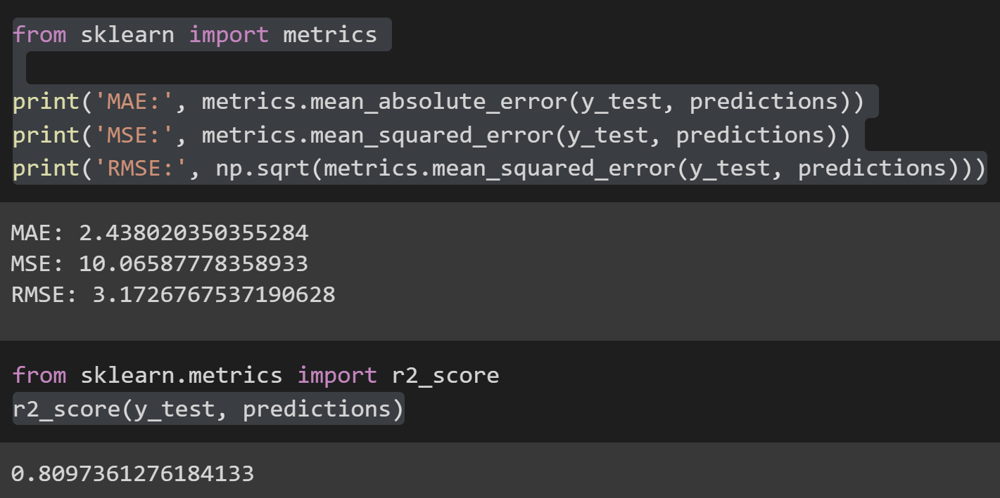 from sklearn import metrics
print('MAE:', metrics.mean_absolute_error(y_test, predictions))
print('MSE:', metrics.mean_squared_error(y_test, predictions))
print('RMSE:', np.sqrt(metrics.mean_squared_error(y_test, predictions)))
MAE: 2.438020350355284
MSE: 10.06587778358933
RMSE: 3.1726767537190628
from sklearn.metrics import r2_score
r2_score(y_test, predictions)
0.8097361276184133